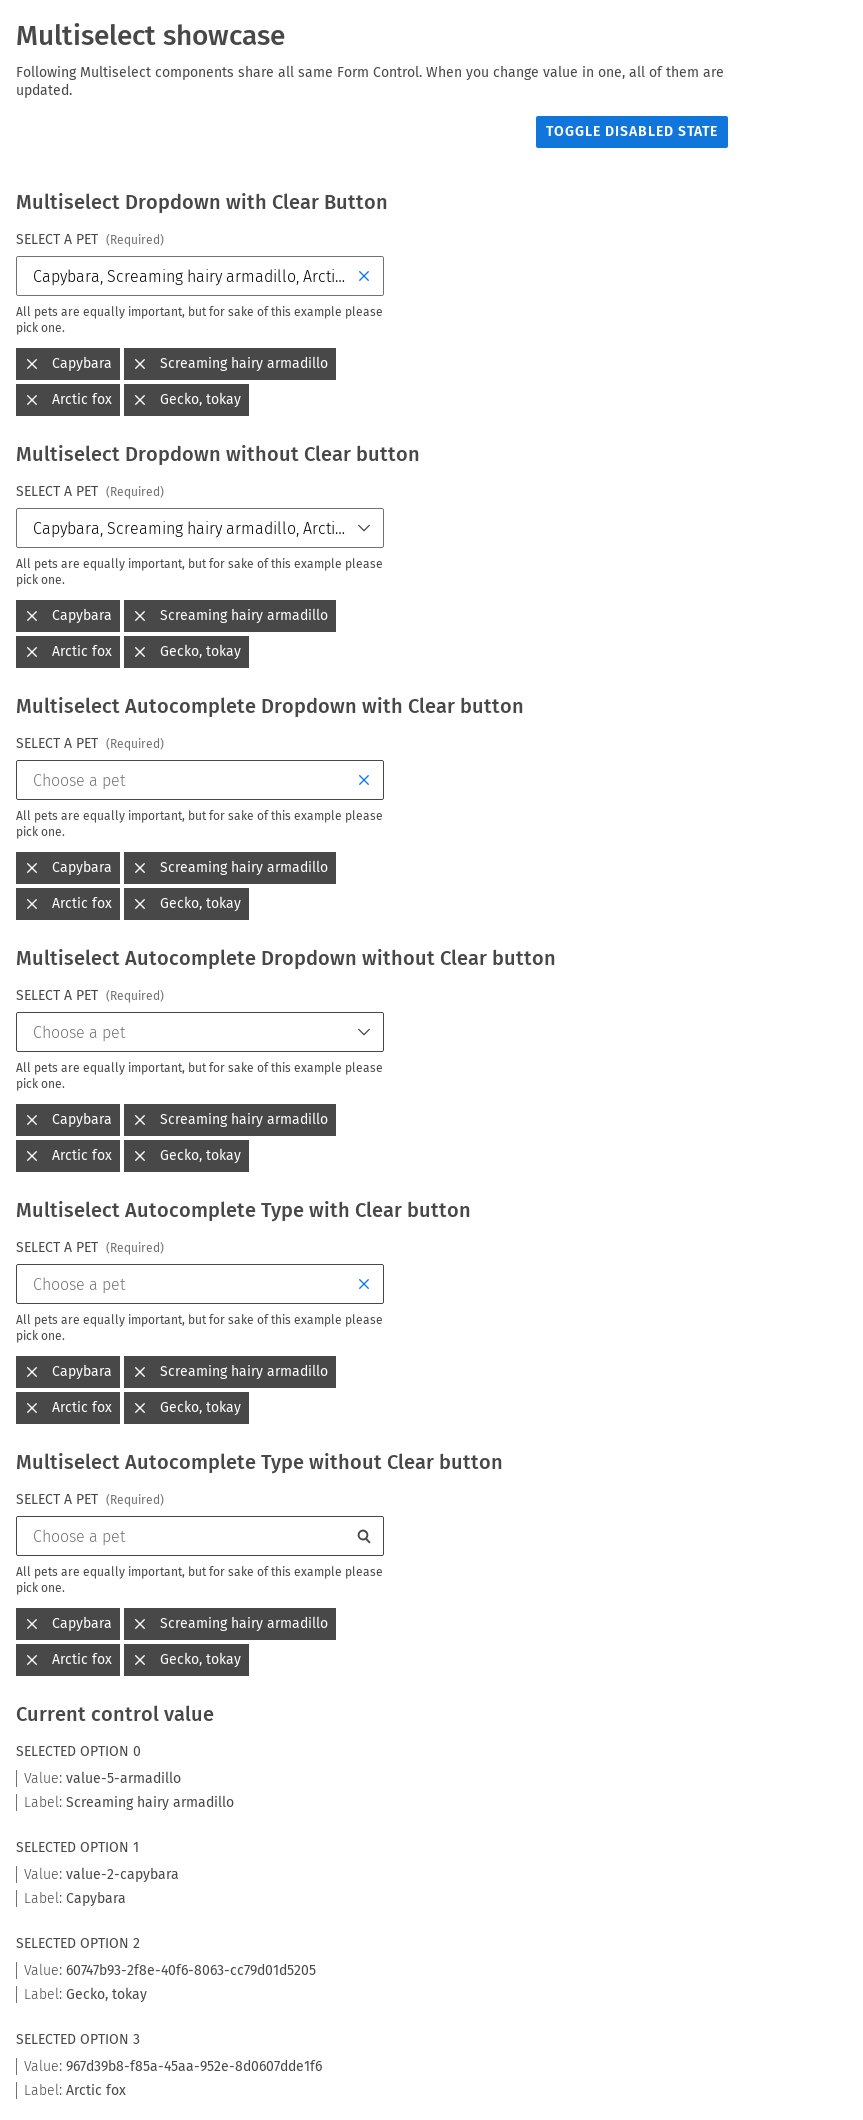 Multiselect showcase
Following Multiselect components share all same Form Control. When you change value in one, all of them are
updated.
TOGGLE DISABLED STATE
Multiselect Dropdown with Clear Button
SELECT A PET (Required)
Capybara, Screaming hairy armadillo, Arcti...
All pets are equally important, but for sake of this example please
pick one.
Capybara Screaming hairy armadillo
Arctic fox Gecko, tokay
Multiselect Dropdown without Clear button
SELECT A PET (Required)
Capybara, Screaming hairy armadillo, Arcti...
All pets are equally important, but for sake of this example please
pick one.
Capybara Screaming hairy armadillo
Arctic fox Gecko, tokay
Multiselect Autocomplete Dropdown with Clear button
SELECT A PET (Required)
Choose a pet
All pets are equally important, but for sake of this example please
pick one.
Capybara Screaming hairy armadillo
Arctic fox Gecko, tokay
Multiselect Autocomplete Dropdown without Clear button
SELECT A PET (Required)
Choose a pet
All pets are equally important, but for sake of this example please
pick one.
Capybara Screaming hairy armadillo
Arctic fox Gecko, tokay
Multiselect Autocomplete Type with Clear button
SELECT A PET (Required)
Choose a pet
All pets are equally important, but for sake of this example please
pick one.
Capybara Screaming hairy armadillo
Arctic fox Gecko, tokay
Multiselect Autocomplete Type without Clear button
SELECT A PET (Required)
Choose a pet
All pets are equally important, but for sake of this example please
pick one.
Capybara Screaming hairy armadillo
Arctic fox Gecko, tokay
Current control value
SELECTED OPTION 0
Value: value-5-armadillo
Label: Screaming hairy armadillo
SELECTED OPTION 1
Value: value-2-capybara
Label: Capybara
SELECTED OPTION 2
Value: 60747b93-2f8e-40f6-8063-cc79d01d5205
Label: Gecko, tokay
SELECTED OPTION 3
Value: 967d39b8-f85a-45aa-952e-8d0607dde1f6
Label: Arctic fox